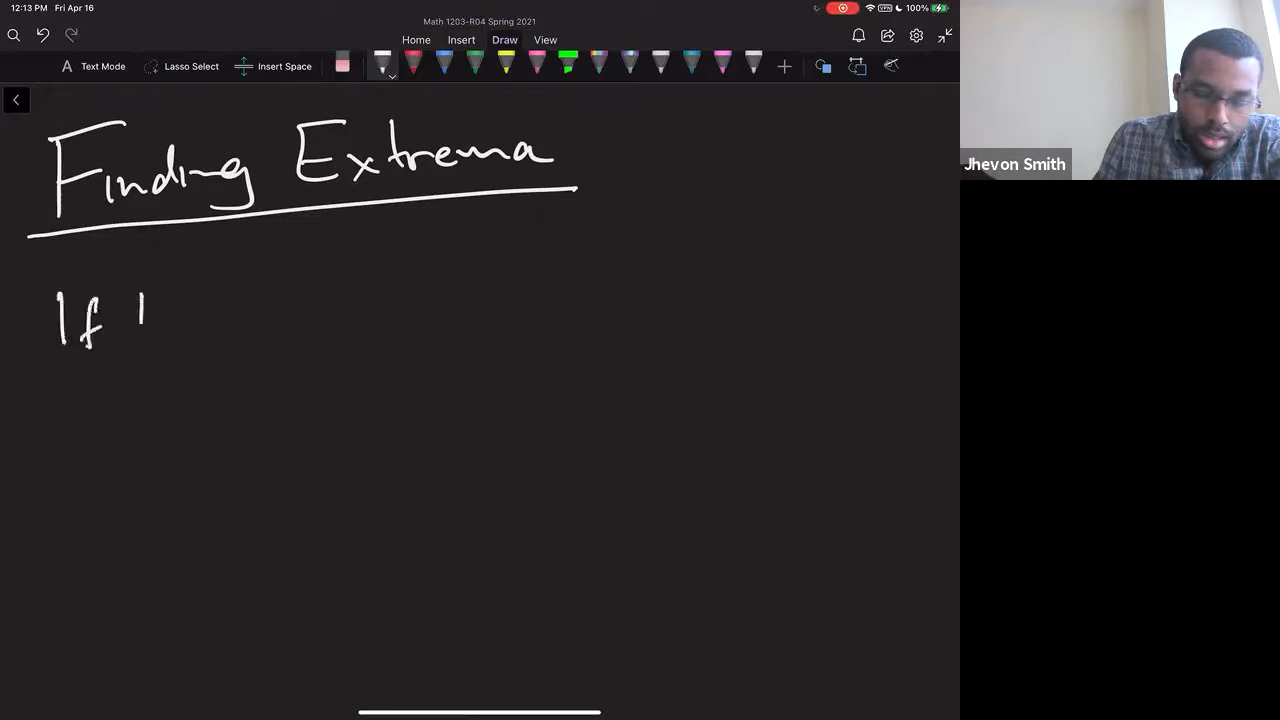 12:13 PM Fri Apr 16
VPN 100%
Math 1203-R04 Spring 2021
Home Insert Draw View
Text Mode Lasso Select Insert Space
Jhevon Smith
Finding Extrema
If